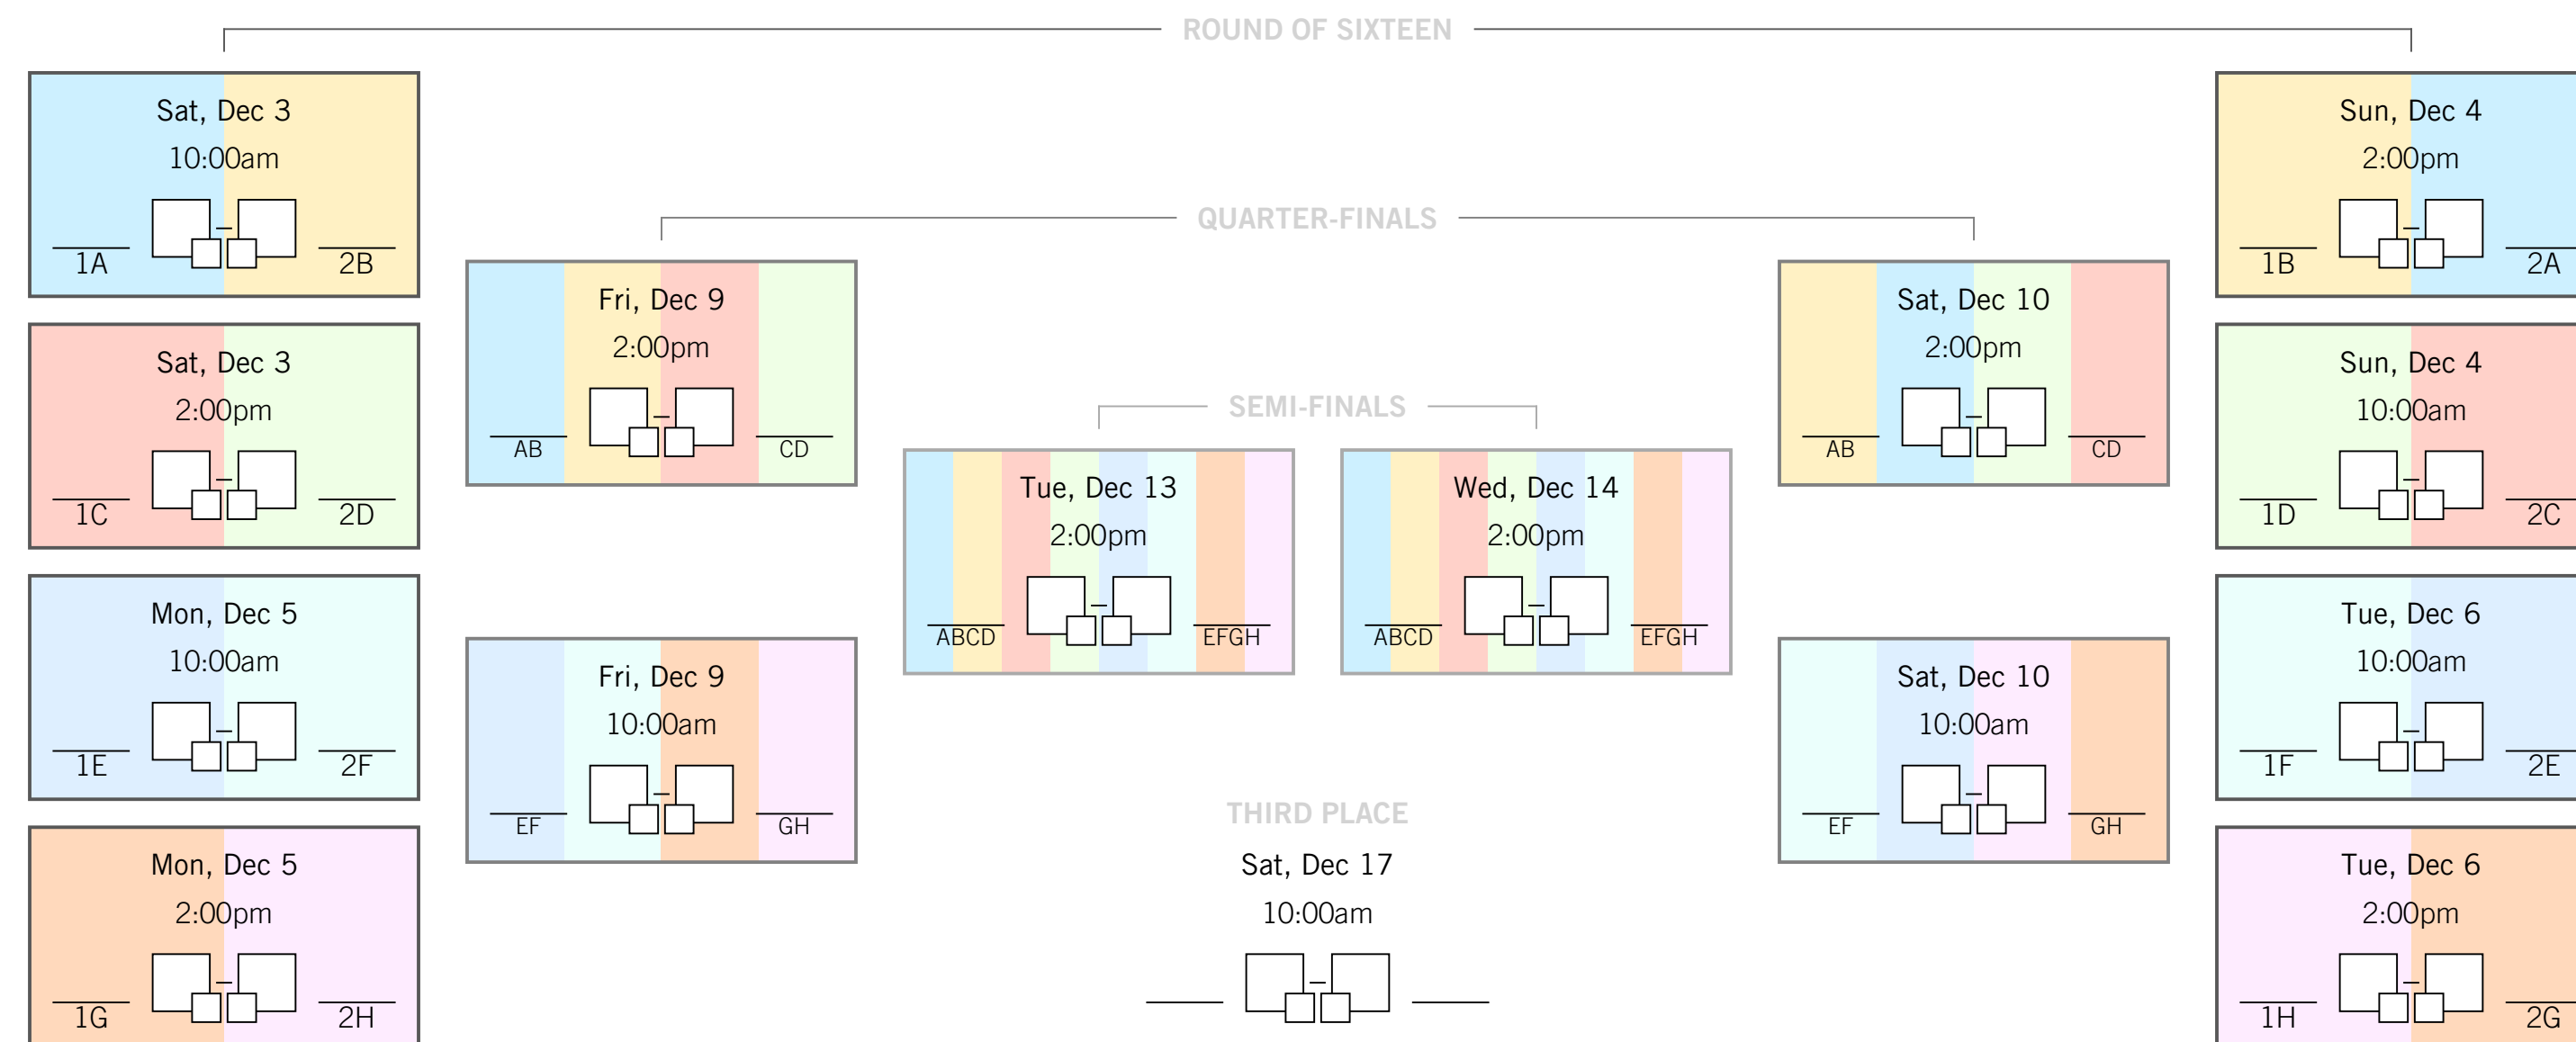 ROUND OF SIXTEEN
Sat, Dec 3
10:00am
–
1A 2B
Sat, Dec 3
2:00pm
–
1C 2D
Mon, Dec 5
10:00am
–
1E 2F
Mon, Dec 5
2:00pm
–
1G 2H
QUARTER-FINALS
Fri, Dec 9
2:00pm
–
AB CD
Fri, Dec 9
10:00am
–
EF GH
SEMI-FINALS
Tue, Dec 13
2:00pm
–
ABCD EFGH
Wed, Dec 14
2:00pm
–
ABCD EFGH
THIRD PLACE
Sat, Dec 17
10:00am
–
Sat, Dec 10
2:00pm
–
AB CD
Sat, Dec 10
10:00am
–
EF GH
Sun, Dec 4
2:00pm
–
1B 2A
Sun, Dec 4
10:00am
–
1D 2C
Tue, Dec 6
10:00am
–
1F 2E
Tue, Dec 6
2:00pm
–
1H 2G